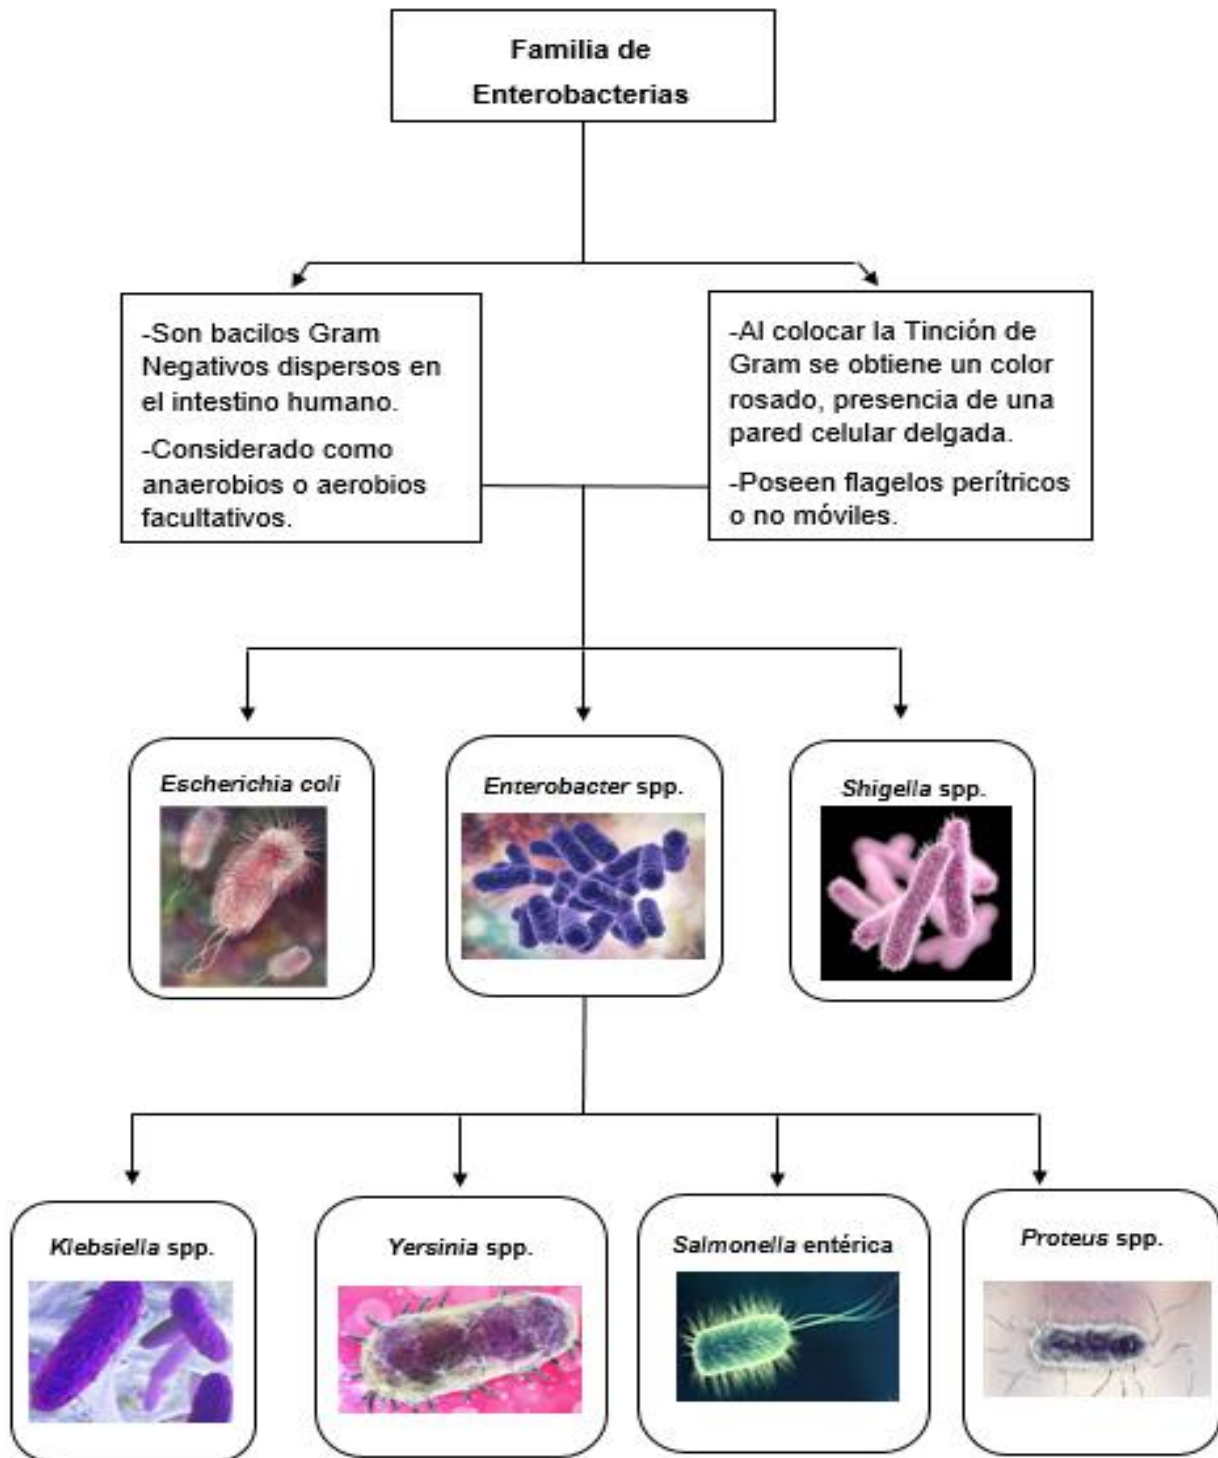 Familia de
Enterobacterias
-Son bacilos Gram
Negativos dispersos en
el intestino humano.
-Considerado como
anaerobios o aerobios
facultativos.
-Al colocar la Tinción de
Gram se obtiene un color
rosado, presencia de una
pared celular delgada.
-Poseen flagelos perítricos
o no móviles.
Escherichia coli
Enterobacter spp.
Shigella spp.
Klebsiella spp.
Yersinia spp.
Salmonella entérica
Proteus spp.